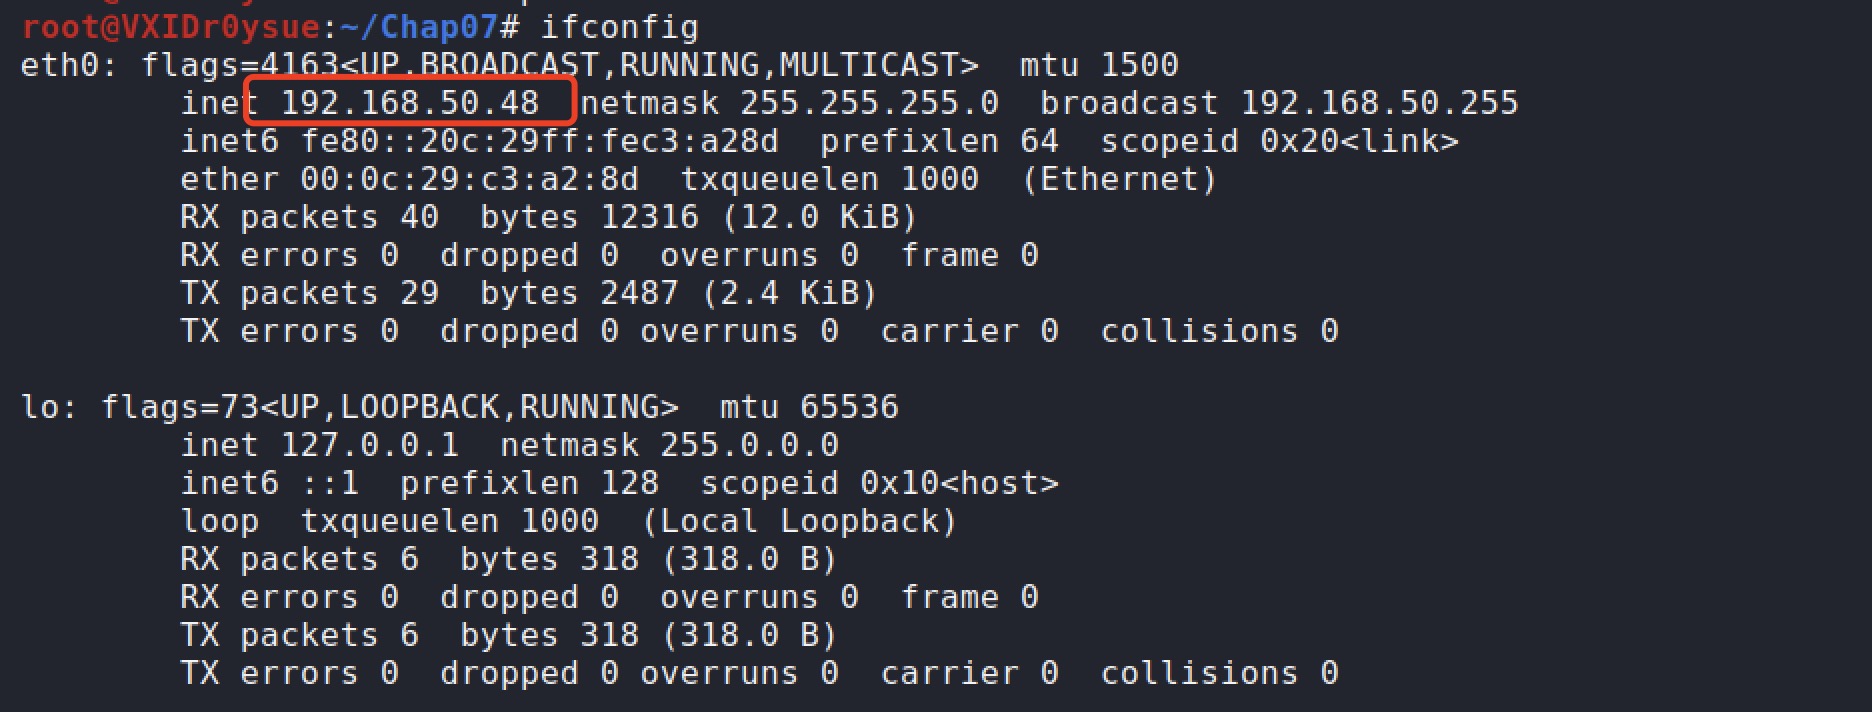 root@VXIDr0ysue:~/Chap07# ifconfig
eth0: flags=4163<UP,BROADCAST,RUNNING,MULTICAST>  mtu 1500
        inet 192.168.50.48  netmask 255.255.255.0  broadcast 192.168.50.255
        inet6 fe80::20c:29ff:fec3:a28d  prefixlen 64  scopeid 0x20<link>
        ether 00:0c:29:c3:a2:8d  txqueuelen 1000  (Ethernet)
        RX packets 40  bytes 12316 (12.0 KiB)
        RX errors 0  dropped 0  overruns 0  frame 0
        TX packets 29  bytes 2487 (2.4 KiB)
        TX errors 0  dropped 0 overruns 0  carrier 0  collisions 0

lo: flags=73<UP,LOOPBACK,RUNNING>  mtu 65536
        inet 127.0.0.1  netmask 255.0.0.0
        inet6 ::1  prefixlen 128  scopeid 0x10<host>
        loop  txqueuelen 1000  (Local Loopback)
        RX packets 6  bytes 318 (318.0 B)
        RX errors 0  dropped 0  overruns 0  frame 0
        TX packets 6  bytes 318 (318.0 B)
        TX errors 0  dropped 0 overruns 0  carrier 0  collisions 0